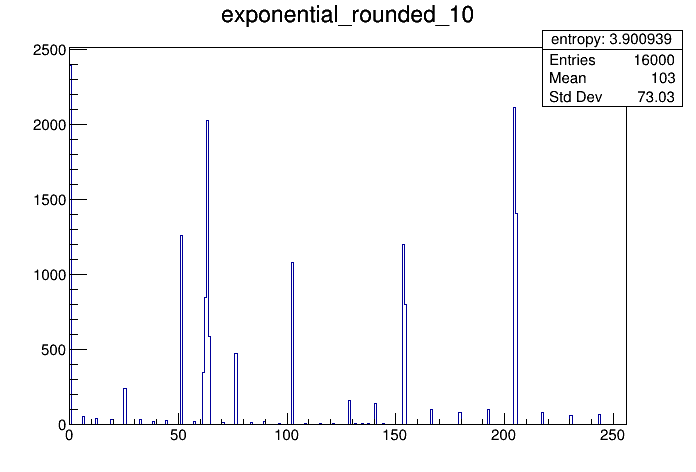 exponential_rounded_10
entropy: 3.900939
Entries 16000
Mean 103
Std Dev 73.03
2500
2000
1500
1000
500
0
0 50 100 150 200 250